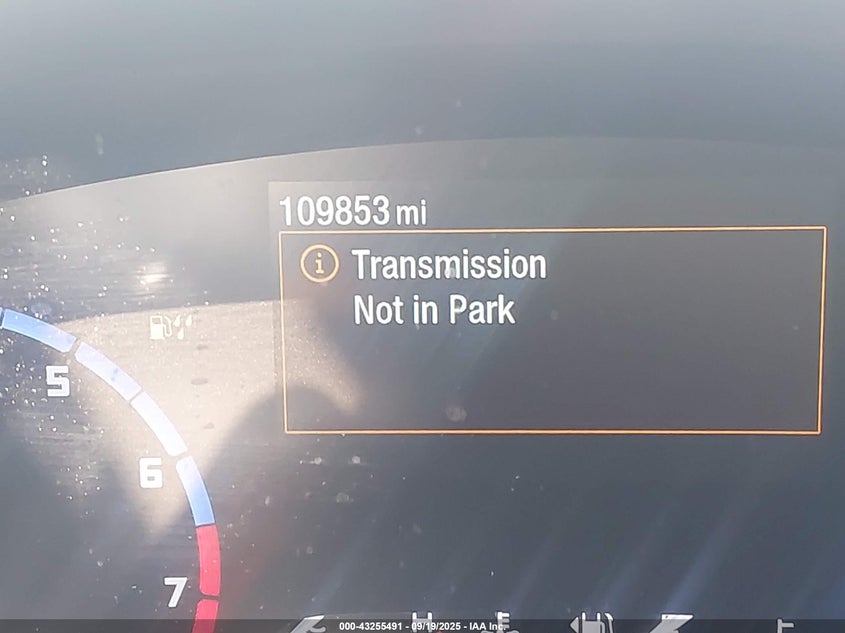 109853 mi
Transmission
Not in Park
5
6
7
H
000-43255491 - 09/19/2025 - IAA Inc.